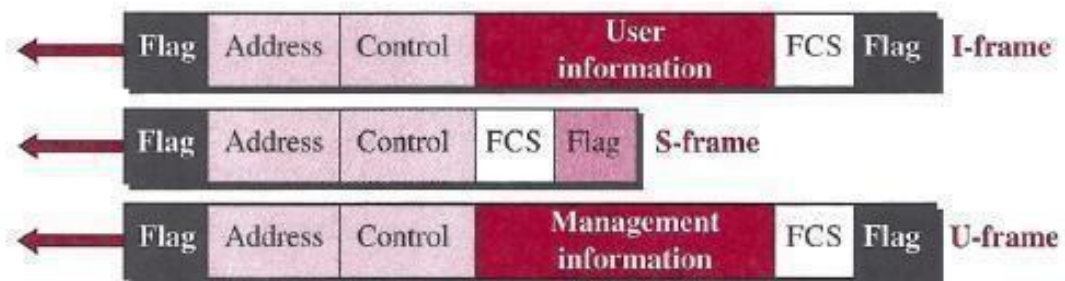 Flag Address Control User information FCS Flag I-frame
Flag Address Control FCS Flag S-frame
Flag Address Control Management information FCS Flag U-frame